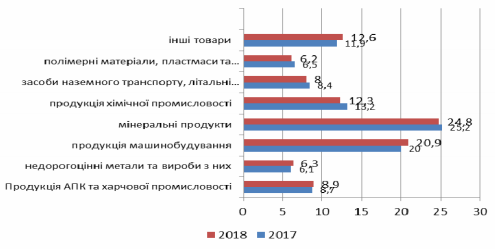 інші товари
12,6
11,9
полімерні матеріали, пластмаси та...
6,2
6,5
засоби наземного транспорту, літальні...
8
8,4
продукція хімічної промисловості
12,3
13,2
мінеральні продукти
24,8
25,2
продукція машинобудування
20,9
20
недорогоцінні метали та вироби з них
6,3
6,1
Продукція АПК та харчової промисловості
8,9
8,7
0 5 10 15 20 25 30
2018 2017